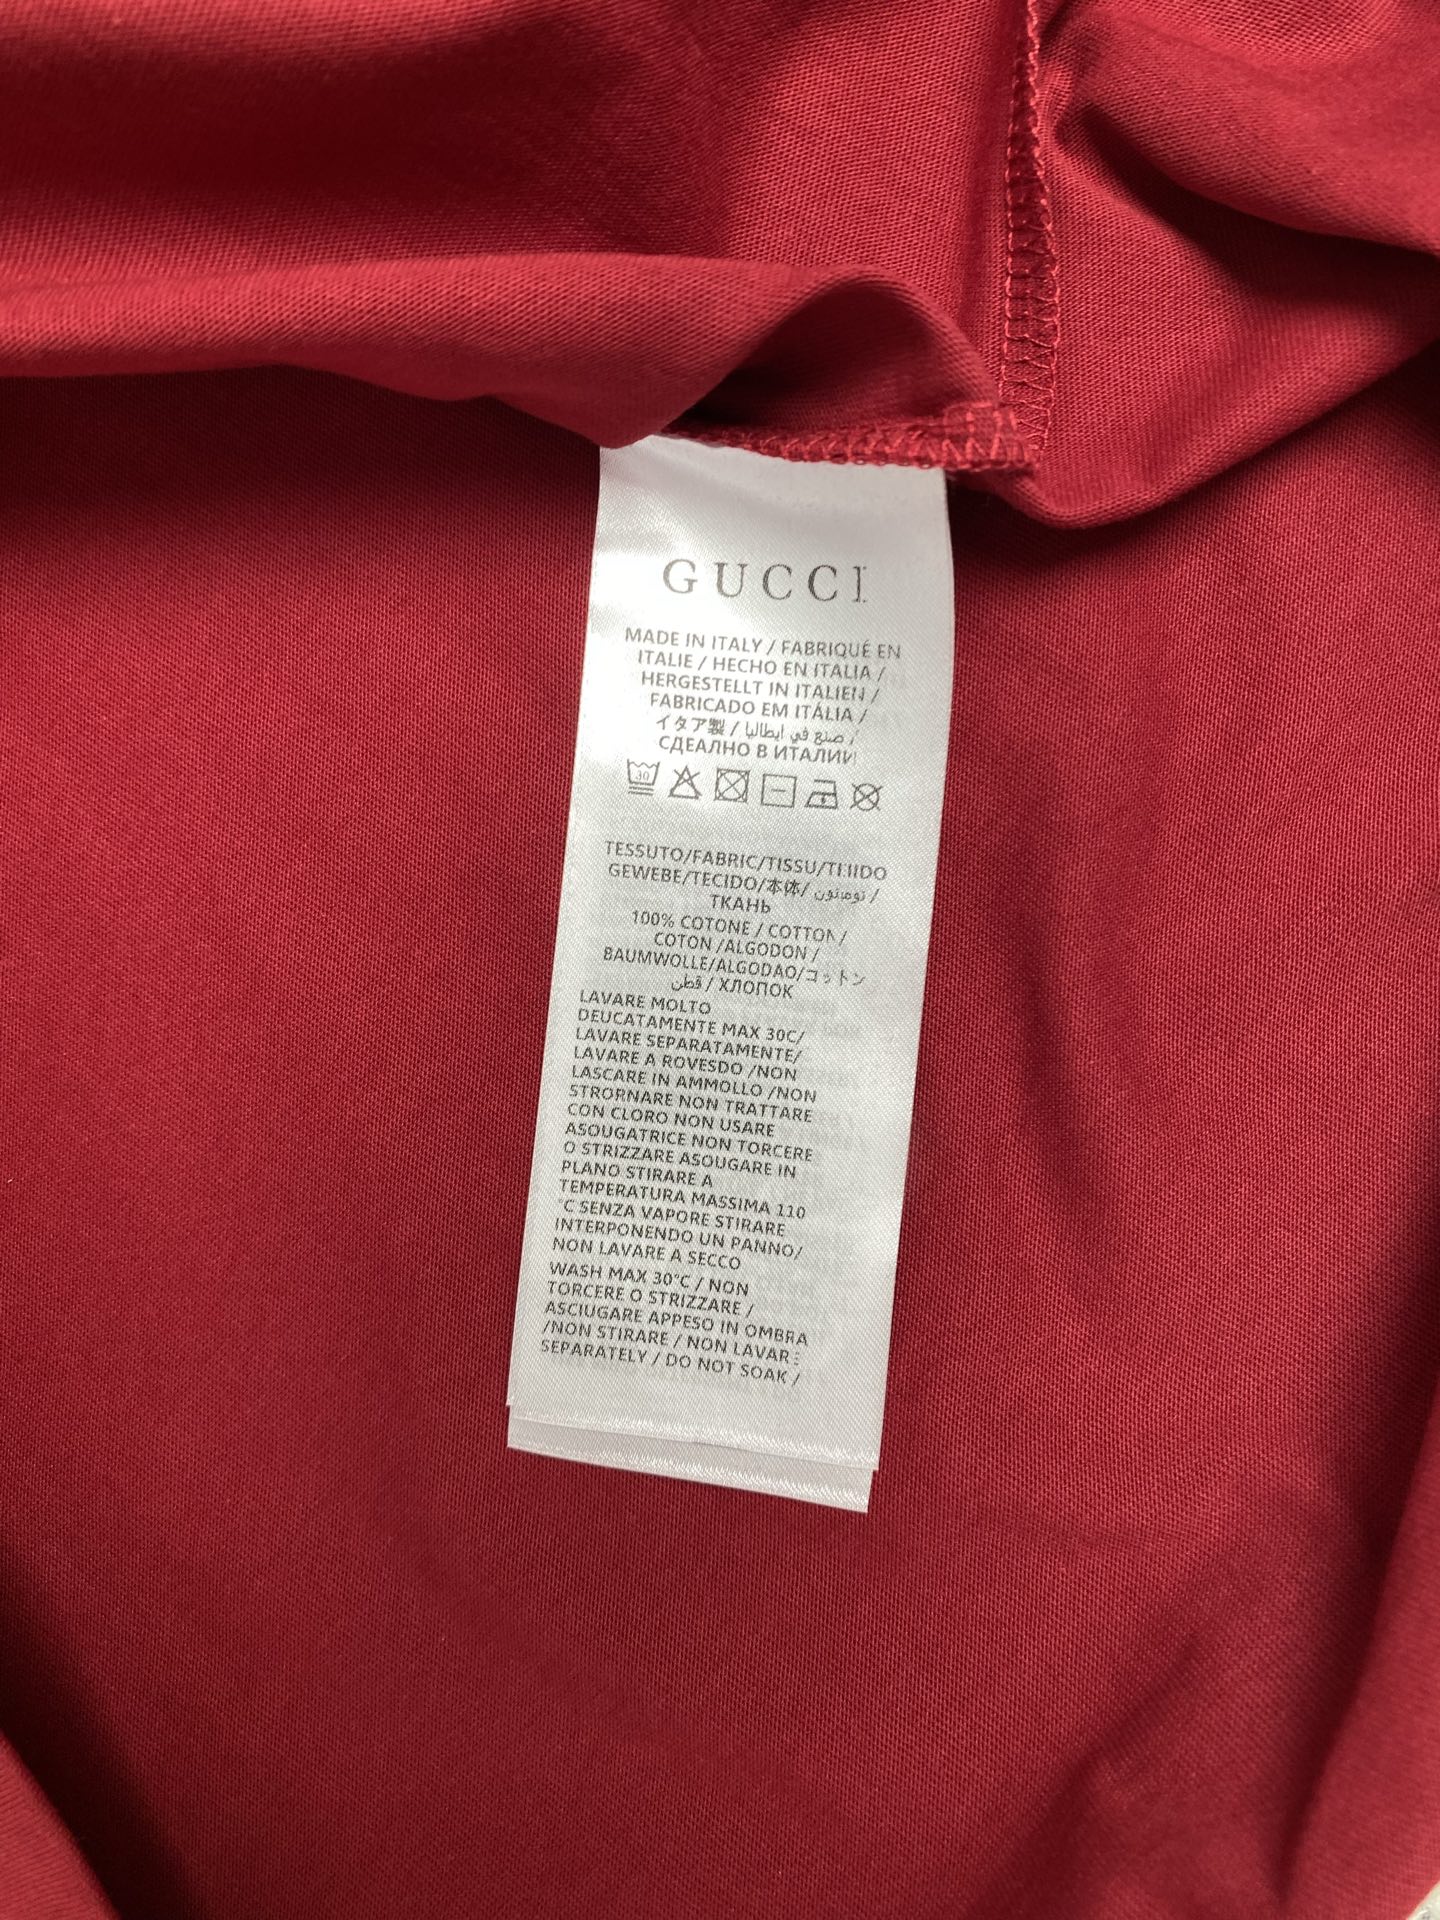 GUCCI
MADE IN ITALY / FABRIQUÉ EN
ITALIE / HECHO EN ITALIA /
HERGESTELLT IN ITALIEN /
FABRICADO EM ITÁLIA /
イタア製 / صنع في ايطاليا /
СДЕАЛНО В ИТАЛИИ
30
TESSUTO/FABRIC/TISSU/TEJIDO
GEWEBE/TECIDO/本体/ /
ТКАНЬ
100% COTONE / COTTON /
COTON /ALGODON /
BAUMWOLLE/ALGODAO/コットン
قطن / ХЛОПОК
LAVARE MOLTO
DEUCATAMENTE MAX 30C/
LAVARE SEPARATAMENTE/
LAVARE A ROVESDO /NON
LASCARE IN AMMOLLO /NON
STRORNARE NON TRATTARE
CON CLORO NON USARE
ASOUGATRICE NON TORCERE
O STRIZZARE ASOUGARE IN
PLANO STIRARE A
TEMPERATURA MASSIMA 110
°C SENZA VAPORE STIRARE
INTERPONENDO UN PANNO/
NON LAVARE A SECCO
WASH MAX 30°C / NON
TORCERE O STRIZZARE /
ASCIUGARE APPESO IN OMBRA
/NON STIRARE / NON LAVARE
SEPARATELY / DO NOT SOAK /